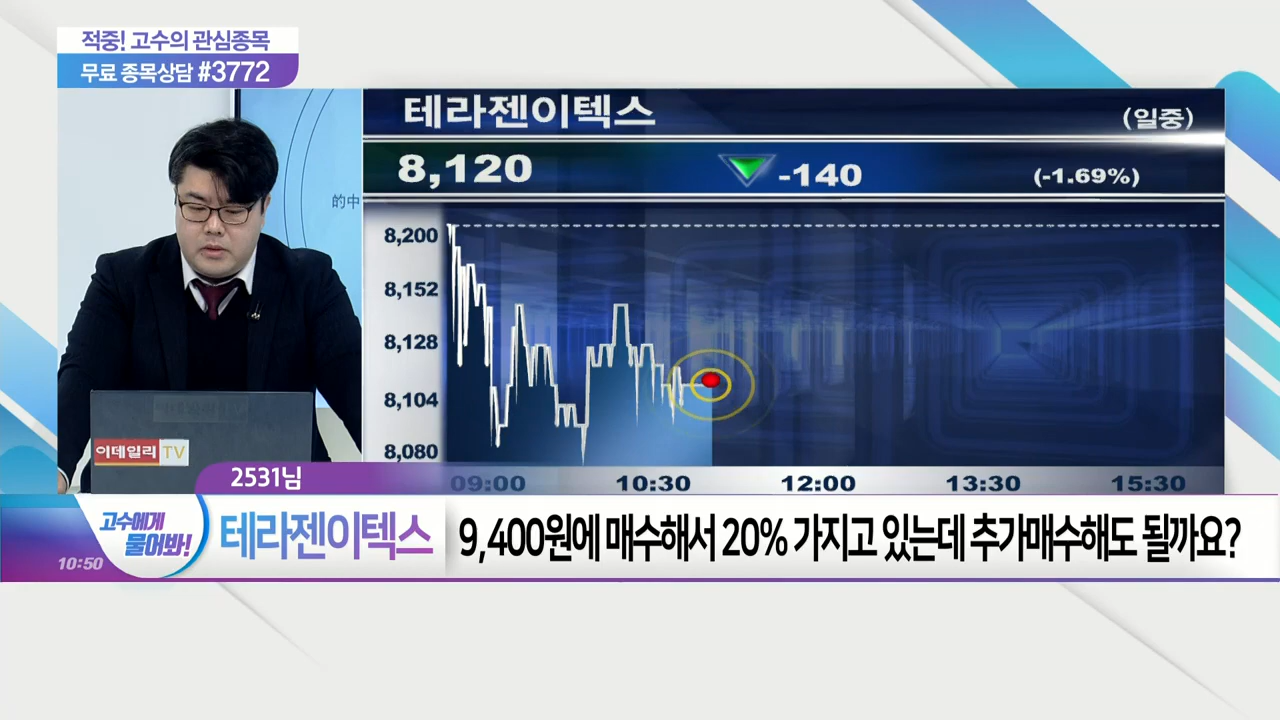 적중! 고수의 관심종목
무료 종목상담 #3772
테라젠이텍스 (일중)
8,120 -140 (-1.69%)
的中
8,200
8,152
8,128
8,104
8,080
09:00 10:30 12:00 13:30 15:30
이데일리 TV
2531님
고수에게
물어봐!
10:50
테라젠이텍스 9,400원에 매수해서 20% 가지고 있는데 추가매수해도 될까요?